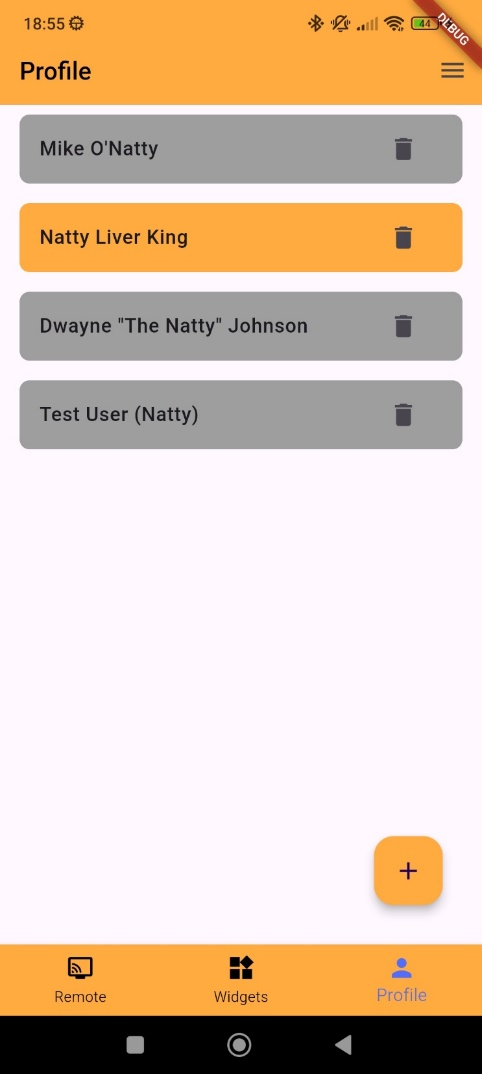 18:55
44
DEBUG
Profile
Mike O'Natty
Natty Liver King
Dwayne "The Natty" Johnson
Test User (Natty)
+
Remote
Widgets
Profile